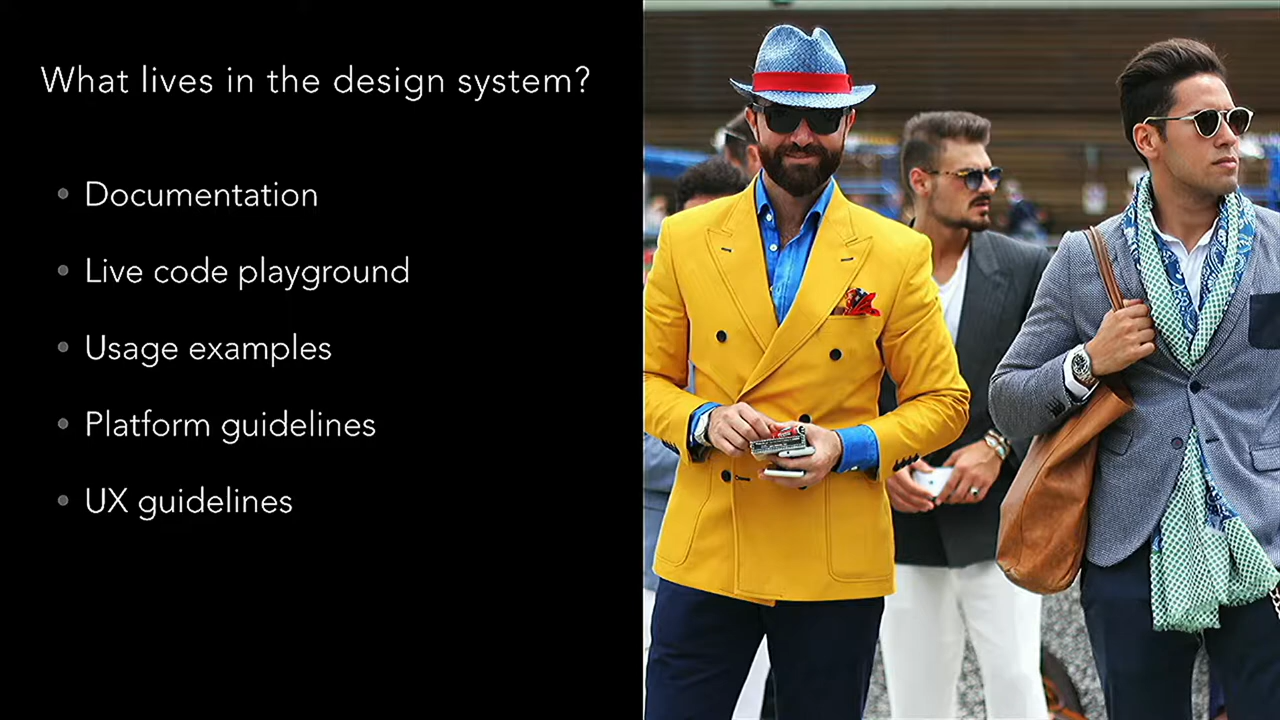 What lives in the design system?
Documentation
Live code playground
Usage examples
Platform guidelines
UX guidelines